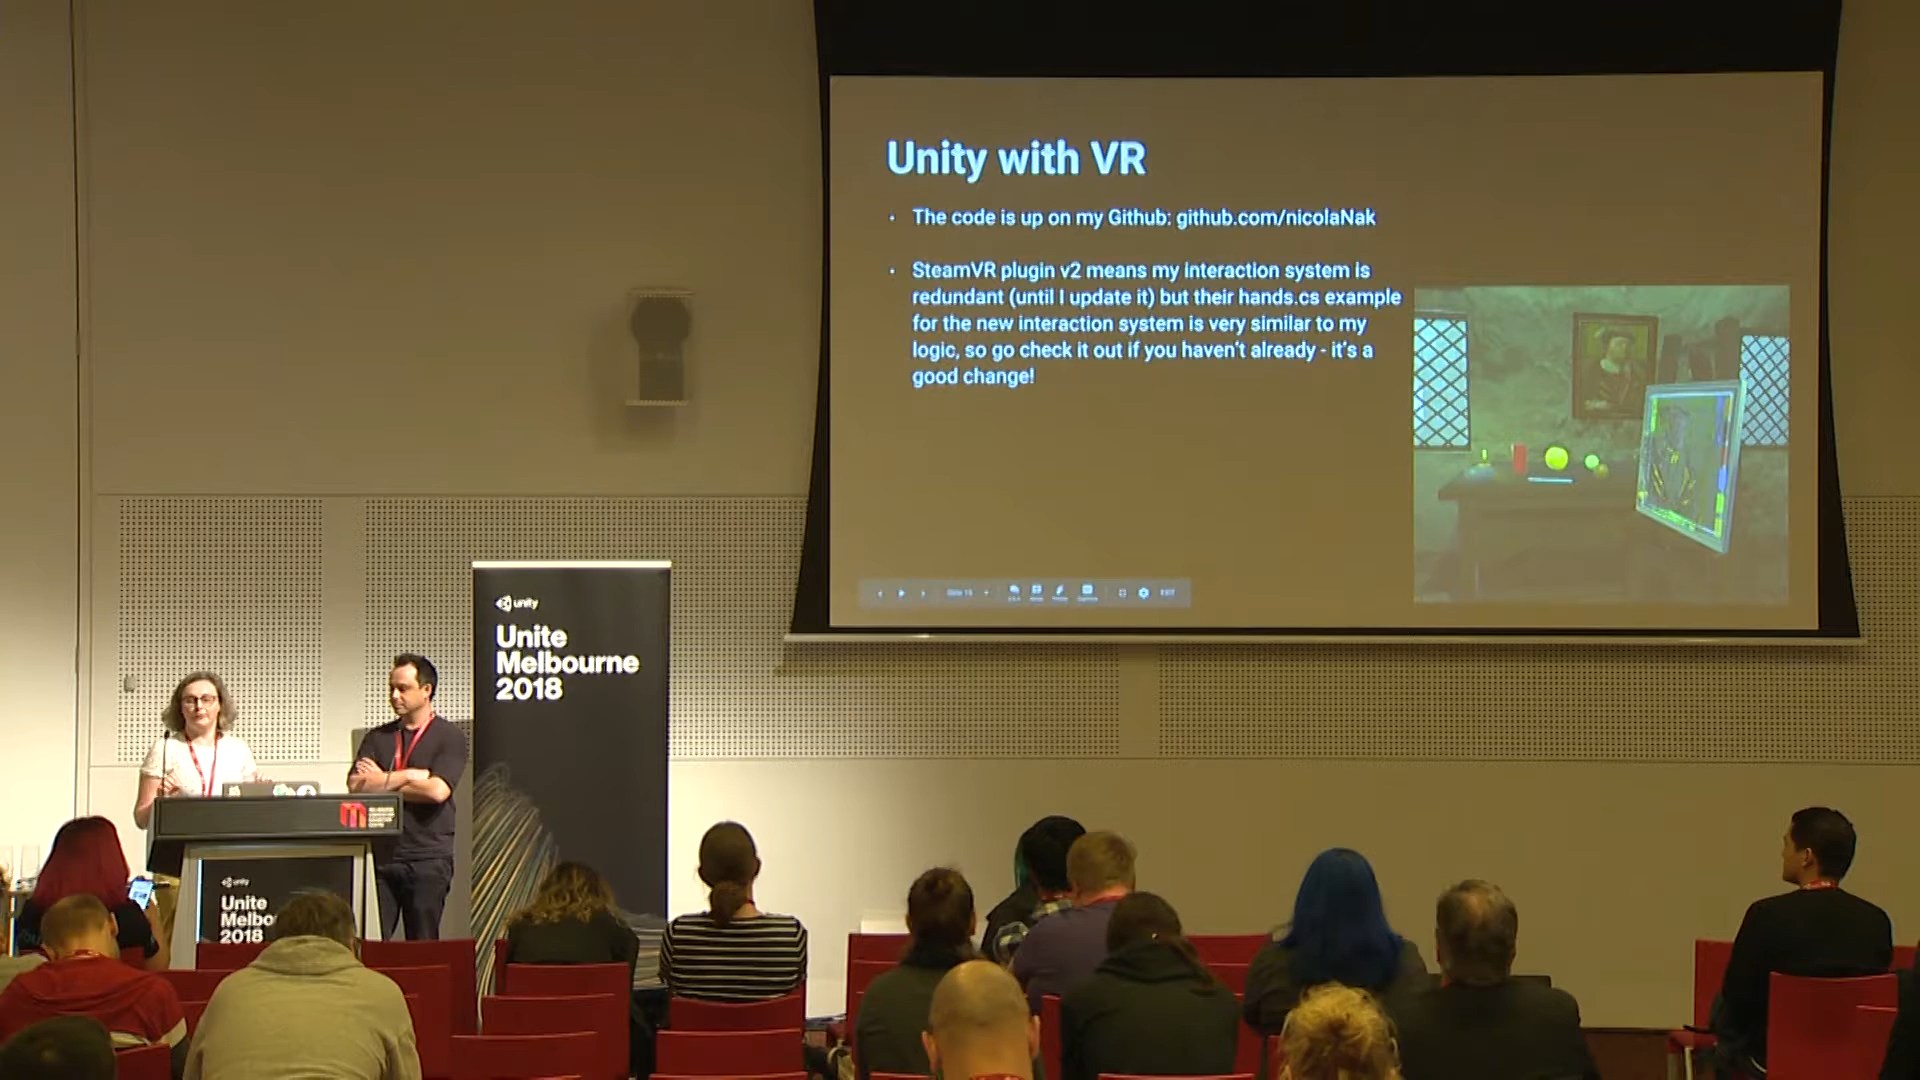 Unity with VR
· The code is up on my Github: github.com/nicolaNak
· SteamVR plugin v2 means my interaction system is
redundant (until I update it) but their hands.cs example
for the new interaction system is very similar to my
logic, so go check it out if you haven't already - it's a
good change!
unity
Unite
Melbourne
2018
unity
Unite
Melbo
2018